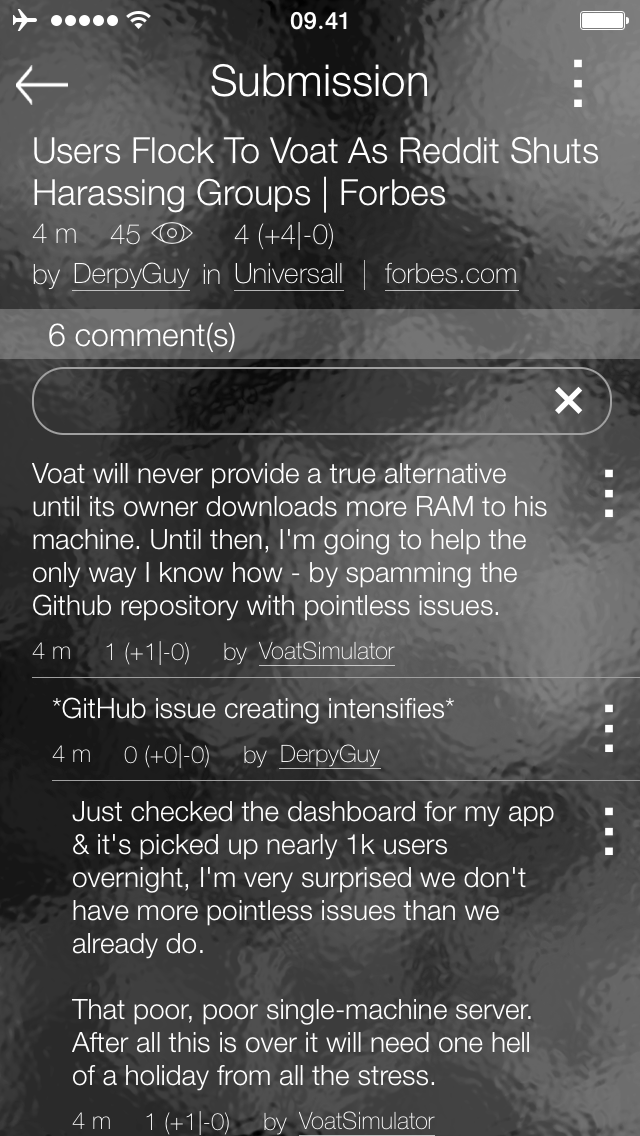 09.41
Submission
Users Flock To Voat As Reddit Shuts
Harassing Groups | Forbes
4 m 45 4 (+4|-0)
by DerpyGuy in Universall | forbes.com
6 comment(s)
Voat will never provide a true alternative
until its owner downloads more RAM to his
machine. Until then, I'm going to help the
only way I know how - by spamming the
Github repository with pointless issues.
4 m 1 (+1|-0) by VoatSimulator
*GitHub issue creating intensifies*
4 m 0 (+0|-0) by DerpyGuy
Just checked the dashboard for my app
& it's picked up nearly 1k users
overnight, I'm very surprised we don't
have more pointless issues than we
already do.
That poor, poor single-machine server.
After all this is over it will need one hell
of a holiday from all the stress.
4 m 1 (+1|-0) by VoatSimulator